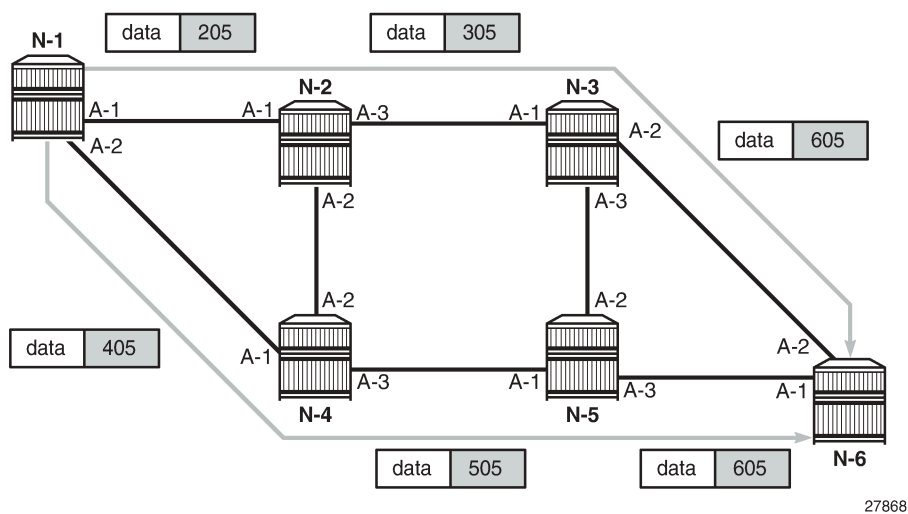 N-1
data 205
data 305
N-2
N-3
A-1
A-1
A-3
A-1
A-2
A-2
data 605
A-2
A-3
A-2
A-2
data 405
A-1
A-2
A-3
A-1
A-3
A-1
N-4
N-5
N-6
data 505
data 605
27868